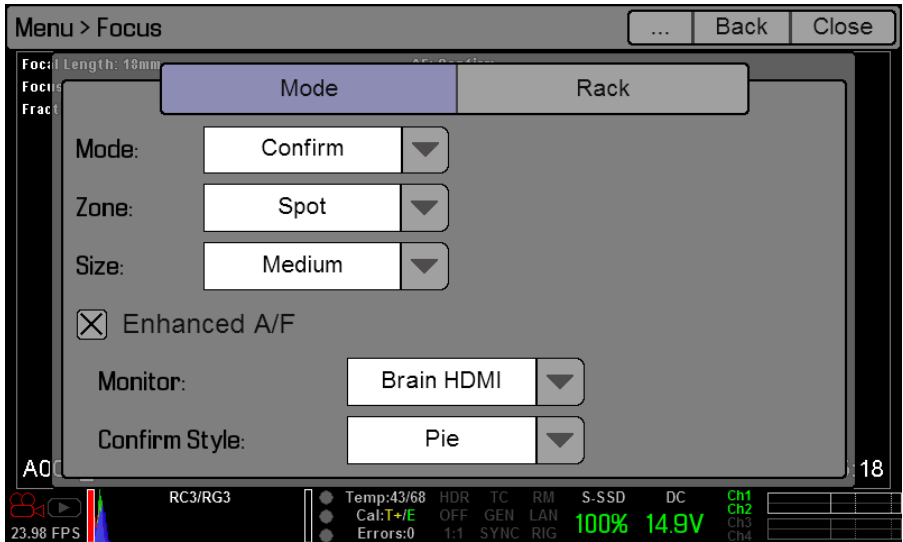 Menu > Focus ... Back Close
Focal Length: 18mm
Focus
Fract
Mode Rack
Mode: Confirm
Zone: Spot
Size: Medium
Enhanced A/F
Monitor: Brain HDMI
Confirm Style: Pie
18
RC3/RG3 Temp:43/68 HDR TC RM S-SSD DC Ch1
Cal:T+/E OFF GEN LAN 100% 14.9V Ch2
23.98 FPS Errors:0 1:1 SYNC RIG Ch3
Ch4